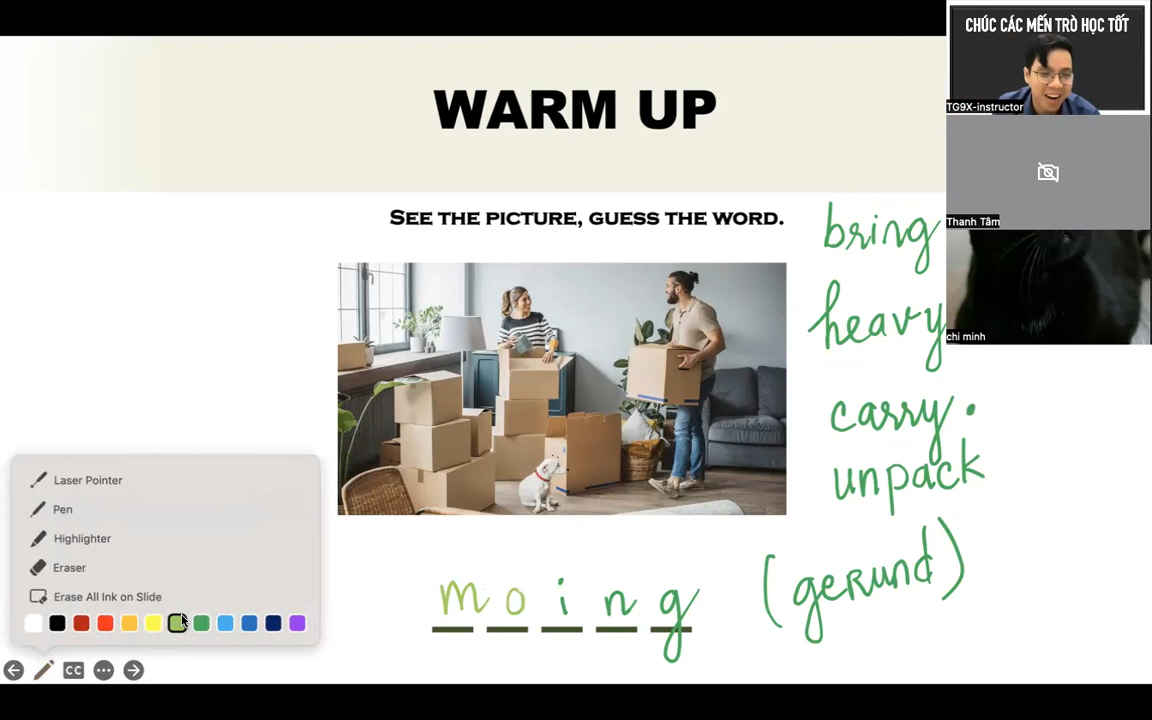 CHÚC CÁC MẾN TRÒ HỌC TỐT
TG9X-instructor
Thanh Tâm
chi minh
WARM UP
SEE THE PICTURE, GUESS THE WORD.
bring
heavy
carry.
unpack
(gerund)
m o i n g
Laser Pointer
Pen
Highlighter
Eraser
Erase All Ink on Slide
CC